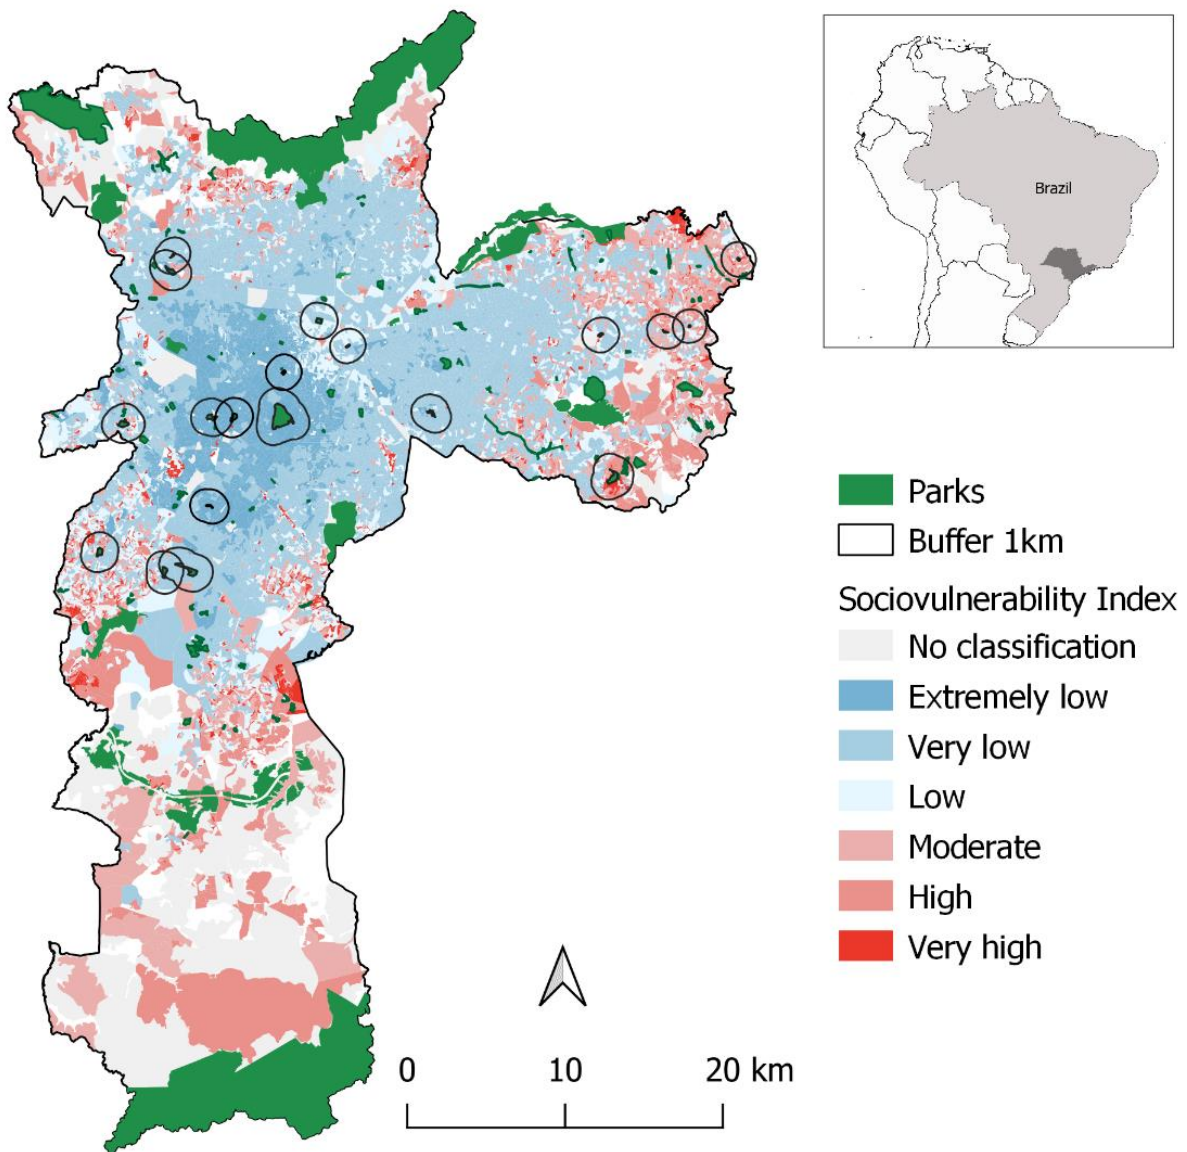 Brazil
Parks
Buffer 1km
Sociovulnerability Index
No classification
Extremely low
Very low
Low
Moderate
High
Very high
0 10 20 km